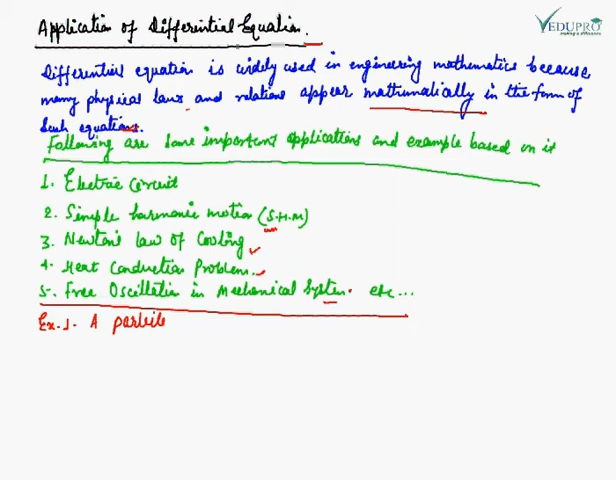 Application of Differential Equation.
VEDUPRO
making a difference
Differential equation is widely used in engineering mathematics because
many physical laws and relations appear mathematically in the form of
such equations.
Following are some important applications and example based on it
1. Electric Circuit
2. Simple harmonic motion (S.H.M)
3. Newton's law of Cooling
4. Heat Conduction Problem
5. Free Oscillation in Mechanical System. etc...
Ex.1. A particle